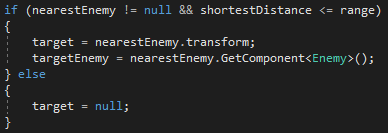 if (nearestEnemy != null && shortestDistance <= range)
{
    target = nearestEnemy.transform;
    targetEnemy = nearestEnemy.GetComponent<Enemy>();
} else
{
    target = null;
}